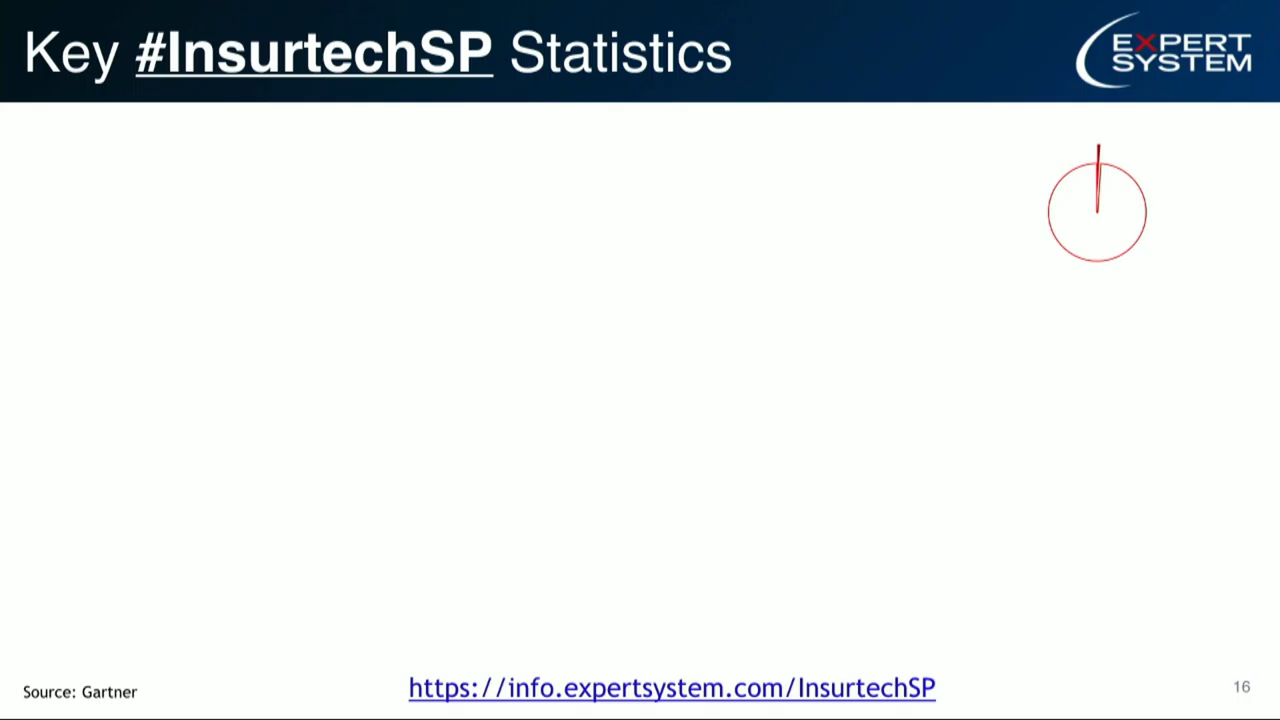 Key #InsurtechSP Statistics
EXPERT
SYSTEM
Source: Gartner
https://info.expertsystem.com/InsurtechSP
16